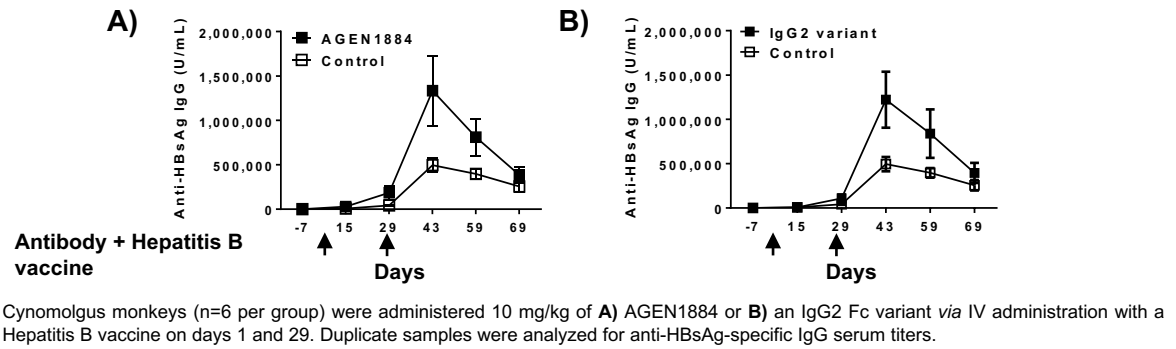 A)
2,000,000
1,500,000
1,000,000
500,000
0
Anti-HBsAg IgG (U/mL)
AGEN1884
Control
-7 15 29 43 59 69
B)
2,000,000
1,500,000
1,000,000
500,000
0
Anti-HBsAg IgG (U/mL)
IgG2 variant
Control
-7 15 29 43 59 69
Antibody + Hepatitis B
vaccine
Days
Days
Cynomolgus monkeys (n=6 per group) were administered 10 mg/kg of A) AGEN1884 or B) an IgG2 Fc variant via IV administration with a
Hepatitis B vaccine on days 1 and 29. Duplicate samples were analyzed for anti-HBsAg-specific IgG serum titers.